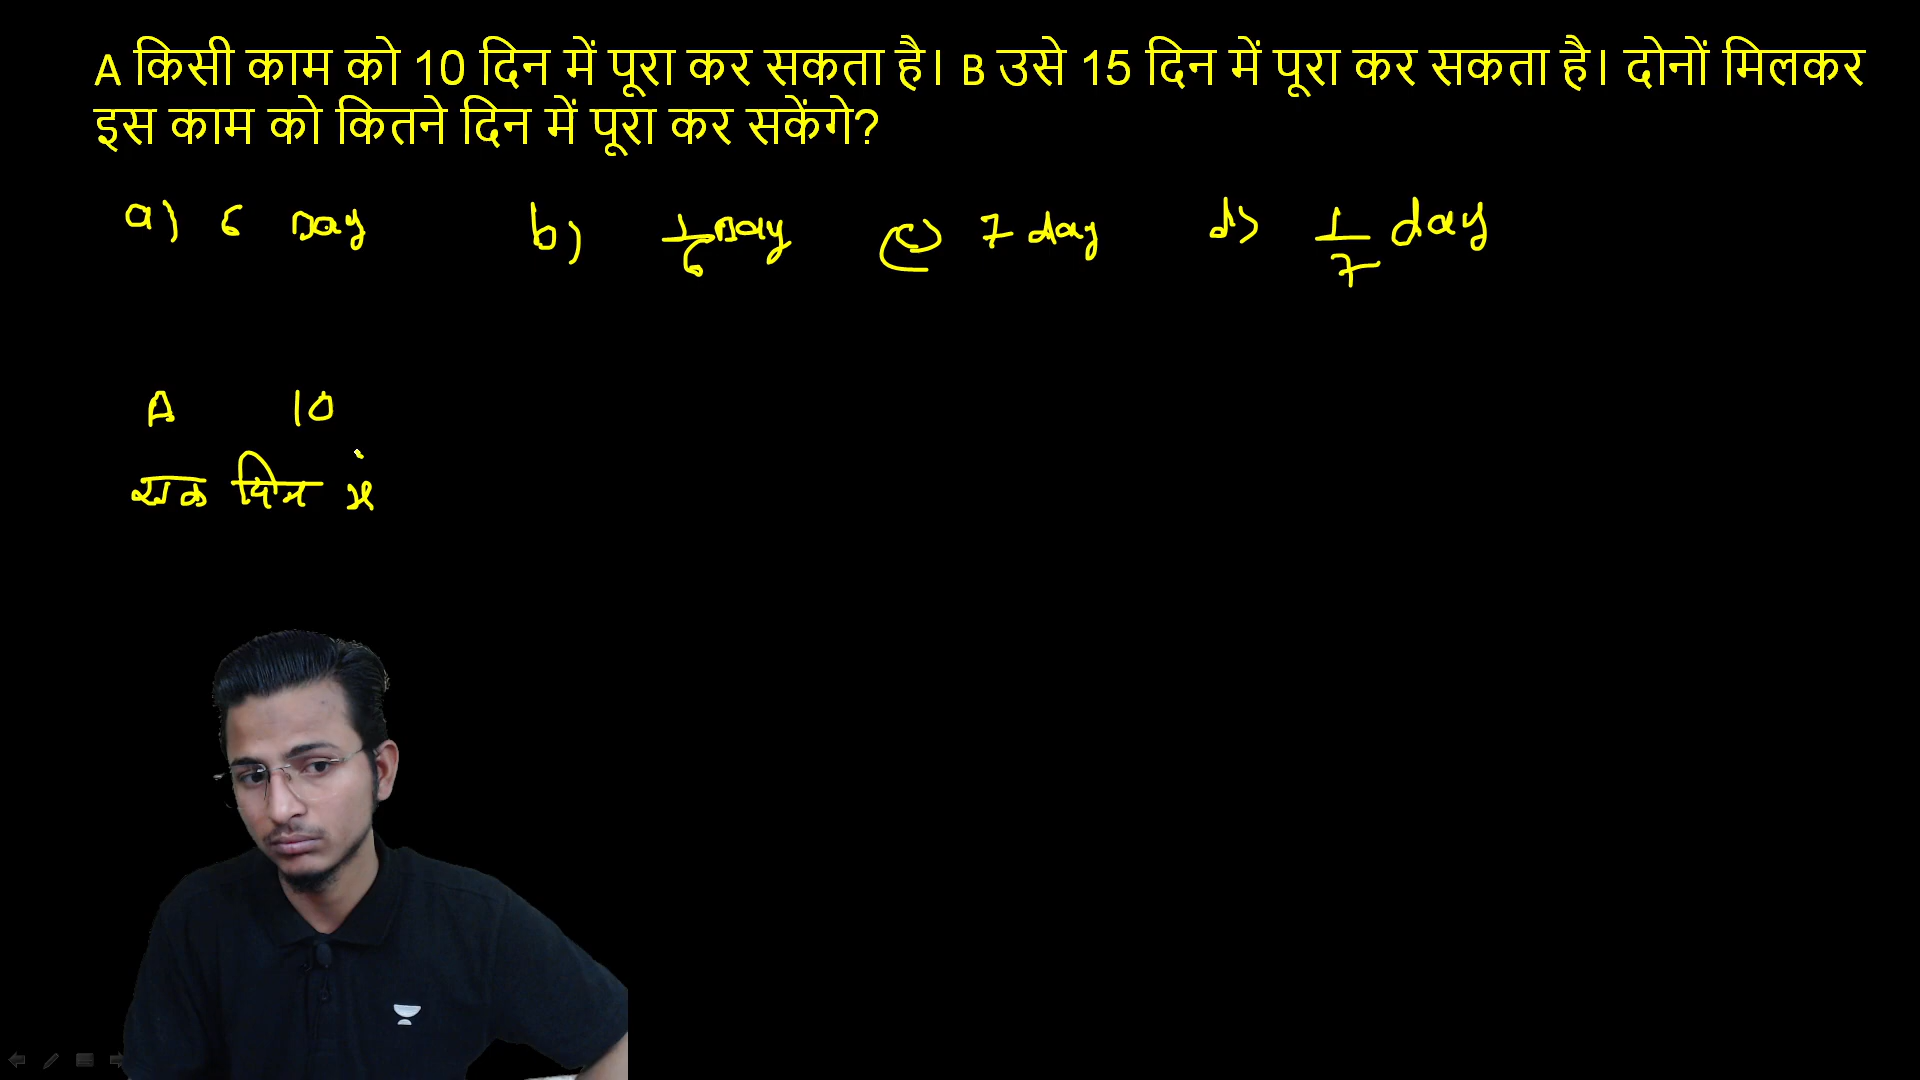 A किसी काम को 10 दिन में पूरा कर सकता है। B उसे 15 दिन में पूरा कर सकता है। दोनों मिलकर
इस काम को कितने दिन में पूरा कर सकेंगे?
a) 6 Day b) 1/6 Day c) 7 day d) 1/7 day
A 10
एक दिन में